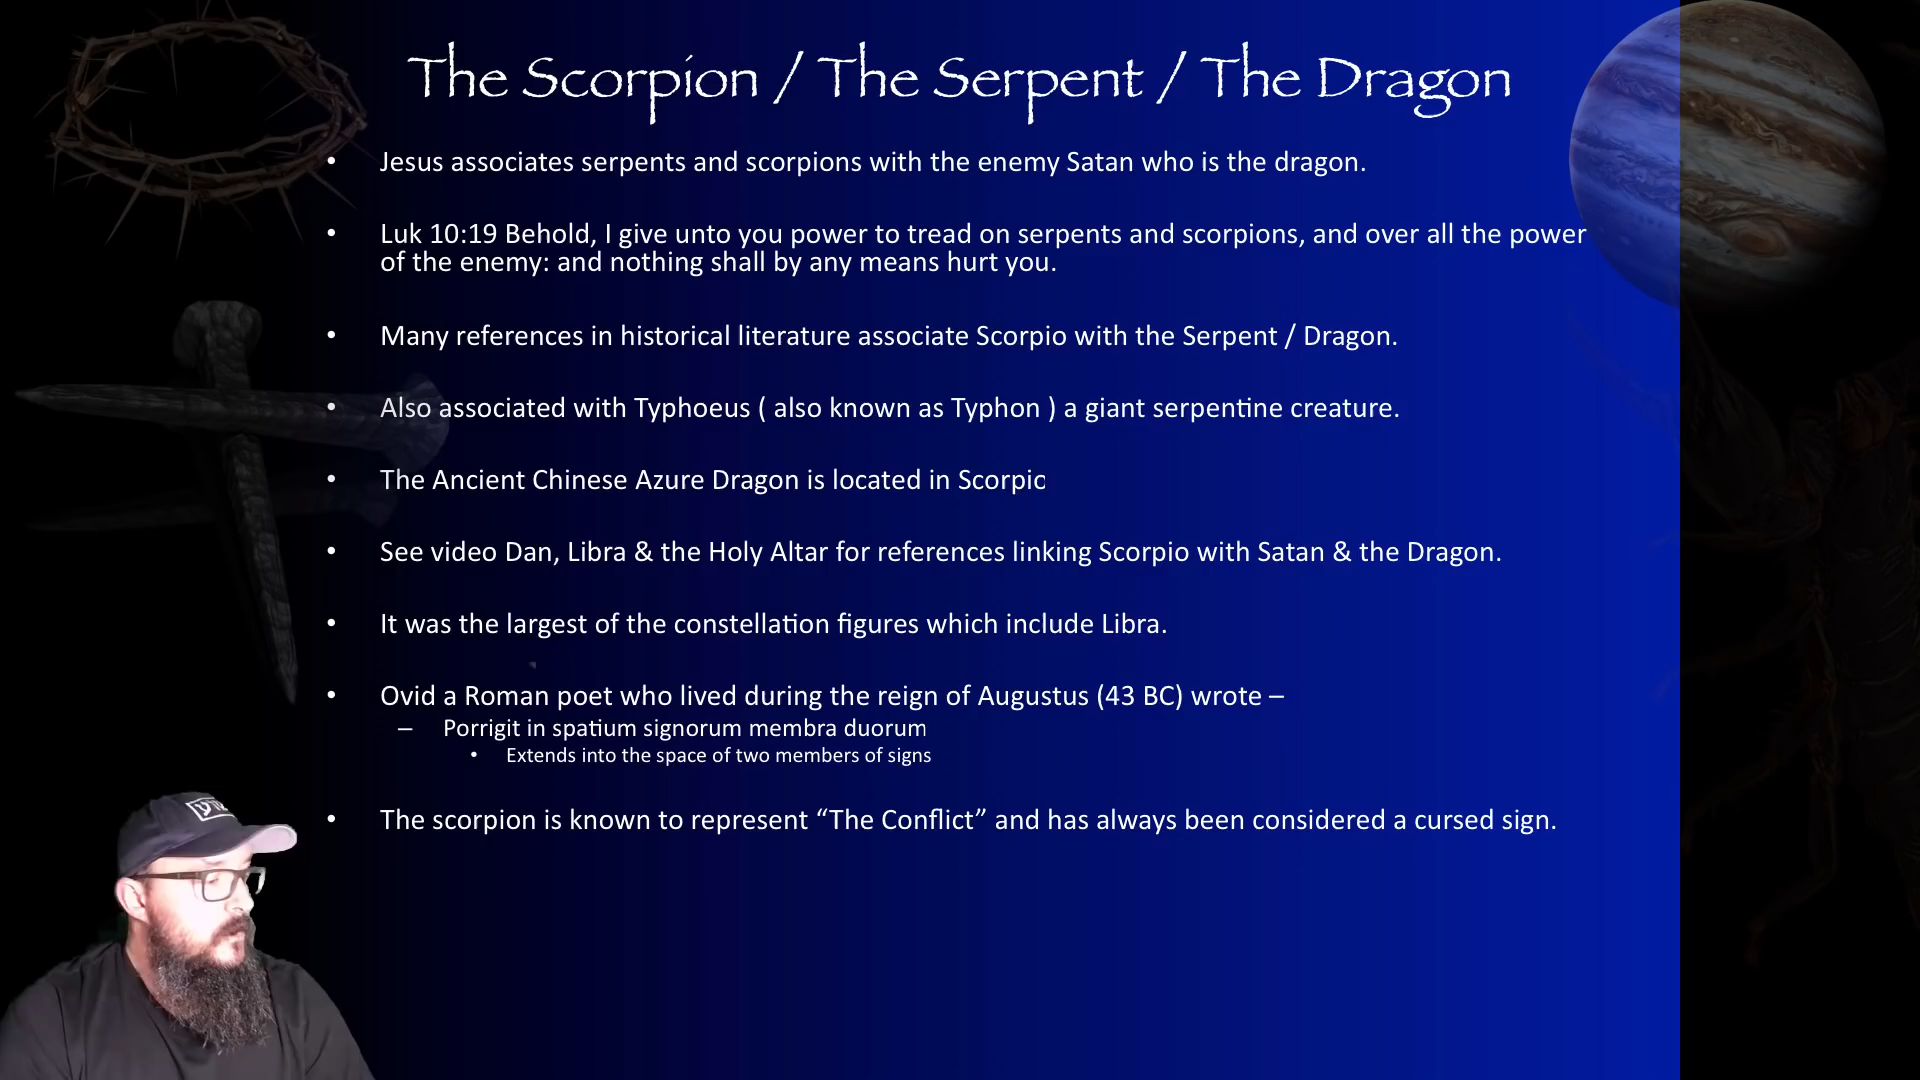 The Scorpion / The Serpent / The Dragon
• Jesus associates serpents and scorpions with the enemy Satan who is the dragon.
• Luk 10:19 Behold, I give unto you power to tread on serpents and scorpions, and over all the power
of the enemy: and nothing shall by any means hurt you.
• Many references in historical literature associate Scorpio with the Serpent / Dragon.
• Also associated with Typhoeus ( also known as Typhon ) a giant serpentine creature.
• The Ancient Chinese Azure Dragon is located in Scorpio
• See video Dan, Libra & the Holy Altar for references linking Scorpio with Satan & the Dragon.
• It was the largest of the constellation figures which include Libra.
• Ovid a Roman poet who lived during the reign of Augustus (43 BC) wrote –
– Porrigit in spatium signorum membra duorum
• Extends into the space of two members of signs
• The scorpion is known to represent “The Conflict” and has always been considered a cursed sign.